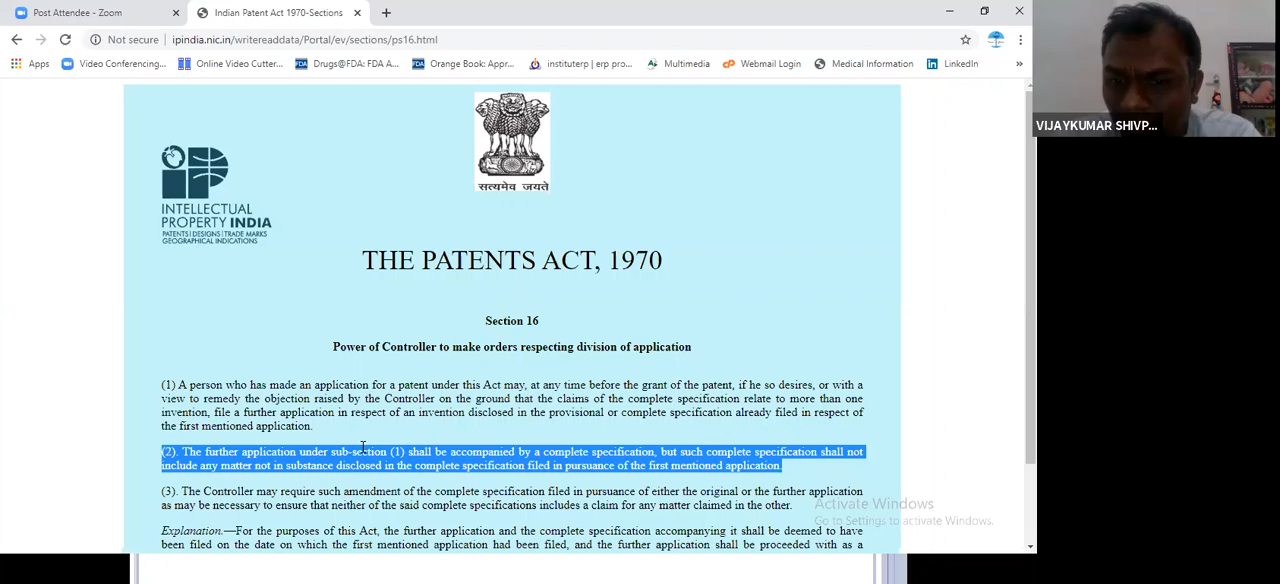 Post Attendee - Zoom
Indian Patent Act 1970-Sections
Not secure | ipindia.nic.in/writereaddata/Portal/ev/sections/ps16.html
Apps Video Conferencing... Online Video Cutter... Drugs@FDA: FDA A... Orange Book: Appr... instituterp | erp pro... Multimedia Webmail Login Medical Information LinkedIn »
VIJAYKUMAR SHIVP...
सत्यमेव जयते
INTELLECTUAL
PROPERTY INDIA
PATENTS | DESIGNS | TRADE MARKS
GEOGRAPHICAL INDICATIONS
THE PATENTS ACT, 1970
Section 16
Power of Controller to make orders respecting division of application
(1) A person who has made an application for a patent under this Act may, at any time before the grant of the patent, if he so desires, or with a
view to remedy the objection raised by the Controller on the ground that the claims of the complete specification relate to more than one
invention, file a further application in respect of an invention disclosed in the provisional or complete specification already filed in respect of
the first mentioned application.
(2). The further application under sub-section (1) shall be accompanied by a complete specification, but such complete specification shall not
include any matter not in substance disclosed in the complete specification filed in pursuance of the first mentioned application.
(3). The Controller may require such amendment of the complete specification filed in pursuance of either the original or the further application
as may be necessary to ensure that neither of the said complete specifications includes a claim for any matter claimed in the other.
Explanation.—For the purposes of this Act, the further application and the complete specification accompanying it shall be deemed to have
been filed on the date on which the first mentioned application had been filed, and the further application shall be proceeded with as a
Activate Windows
Go to Settings to activate Windows.